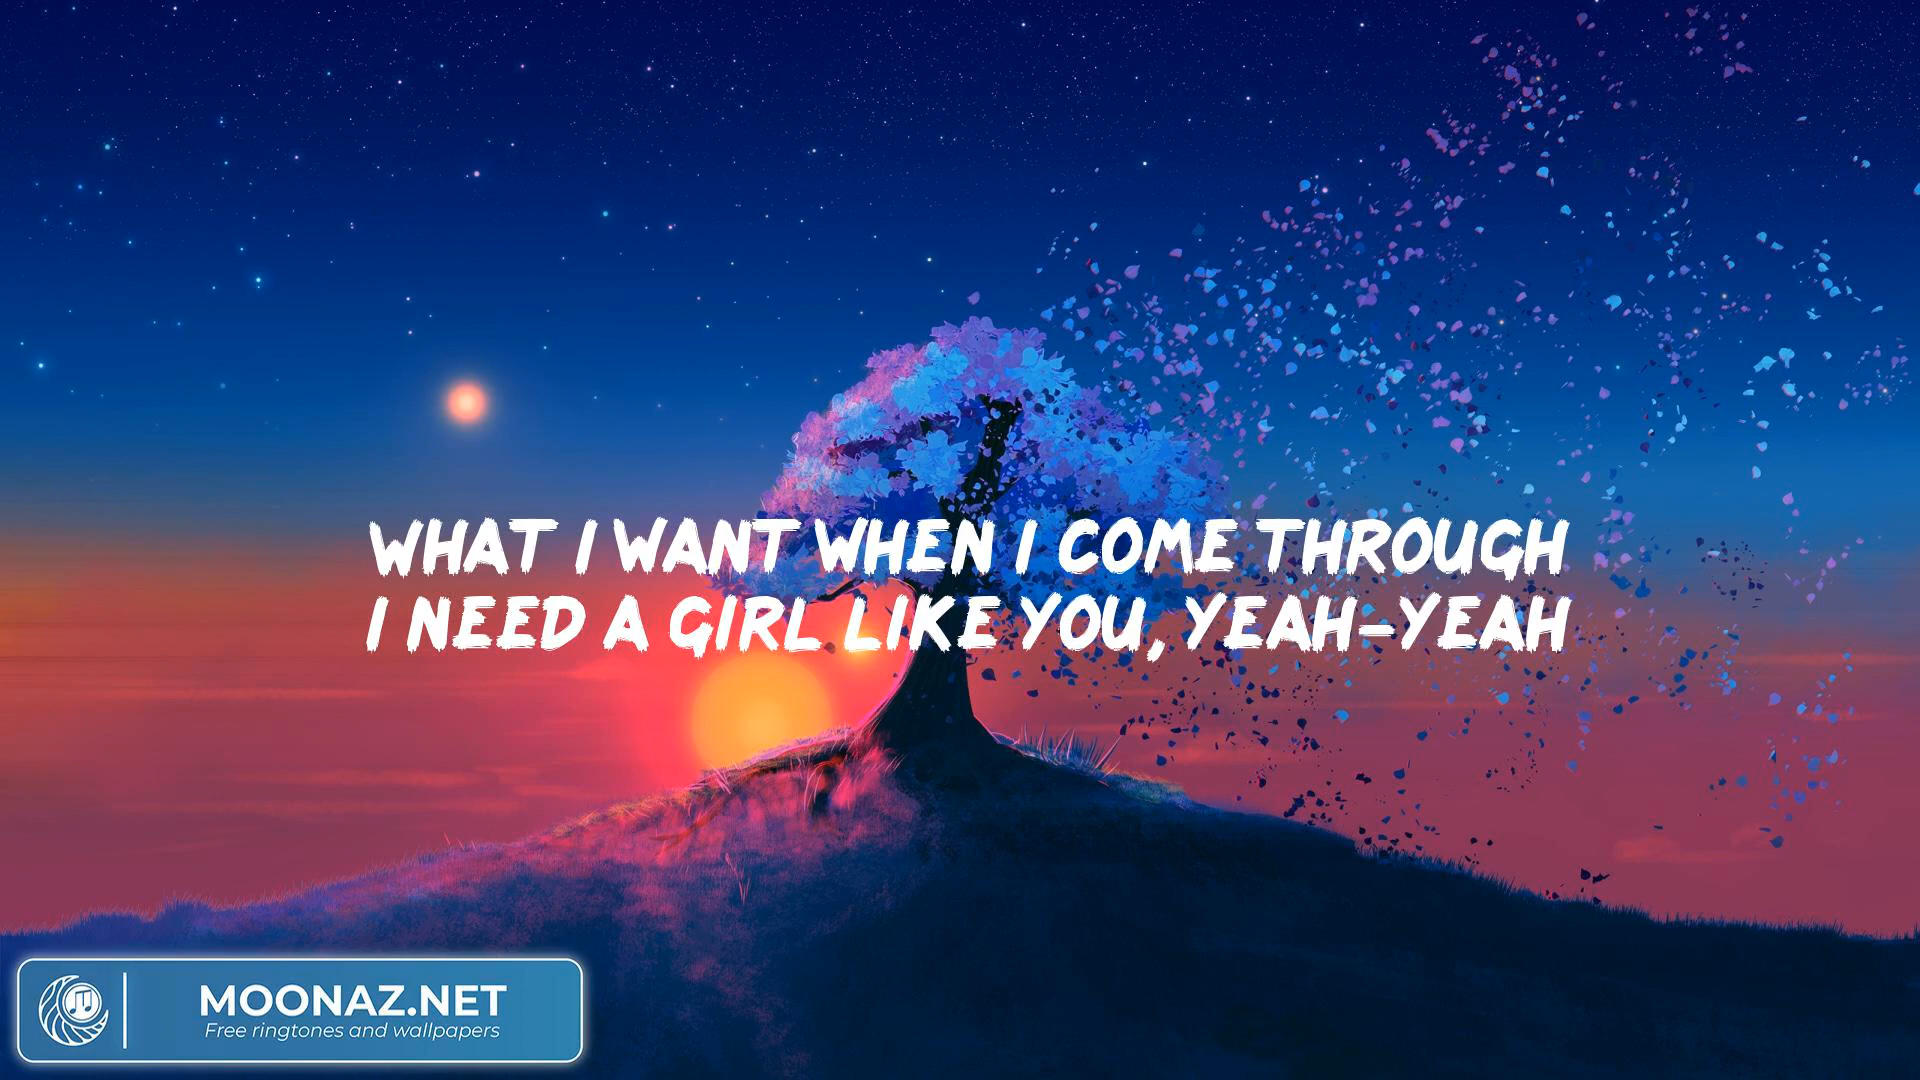 WHAT I WANT WHEN I COME THROUGH
I NEED A GIRL LIKE YOU, YEAH-YEAH
MOONAZ.NET
Free ringtones and wallpapers